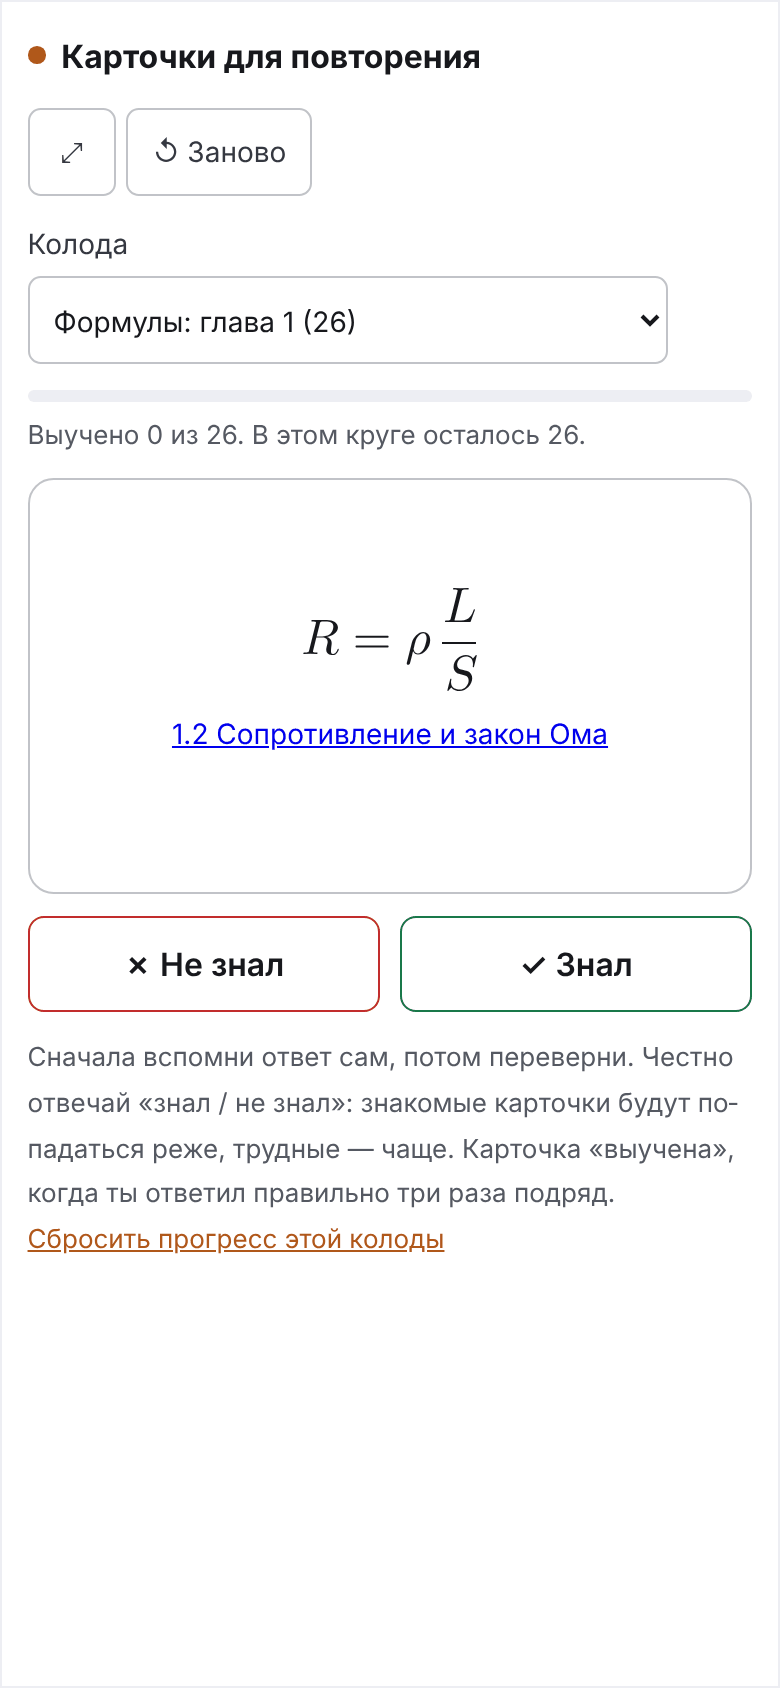 Карточки для повторения
⤢ ↺ Заново
Колода
Формулы: глава 1 (26)
Выучено 0 из 26. В этом круге осталось 26.
R = ρ L/S
1.2 Сопротивление и закон Ома
× Не знал ✓ Знал
Сначала вспомни ответ сам, потом переверни. Честно
отвечай «знал / не знал»: знакомые карточки будут по-
падаться реже, трудные — чаще. Карточка «выучена»,
когда ты ответил правильно три раза подряд.
Сбросить прогресс этой колоды